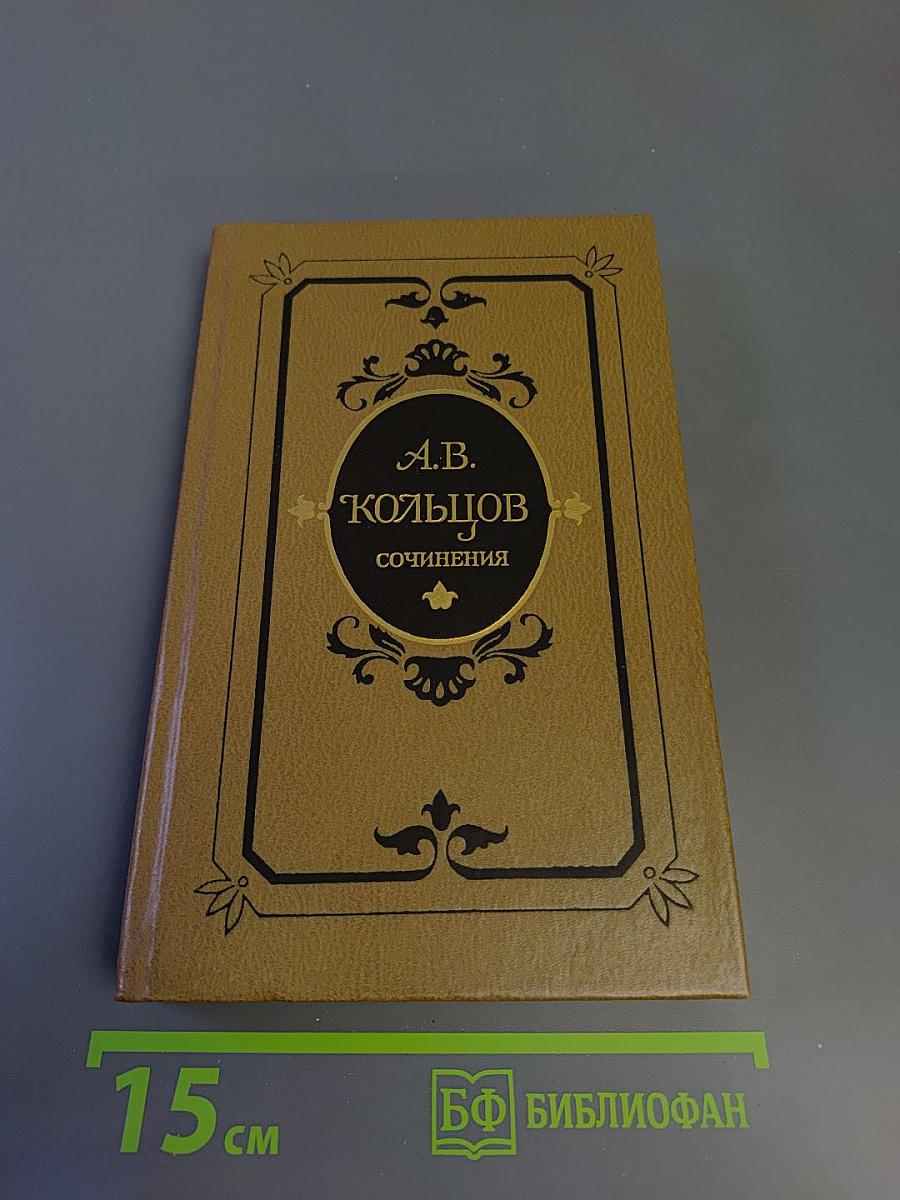 А.В.
КОЛЬЦОВ
СОЧИНЕНИЯ
15 см
БФ БИБЛИОФАН